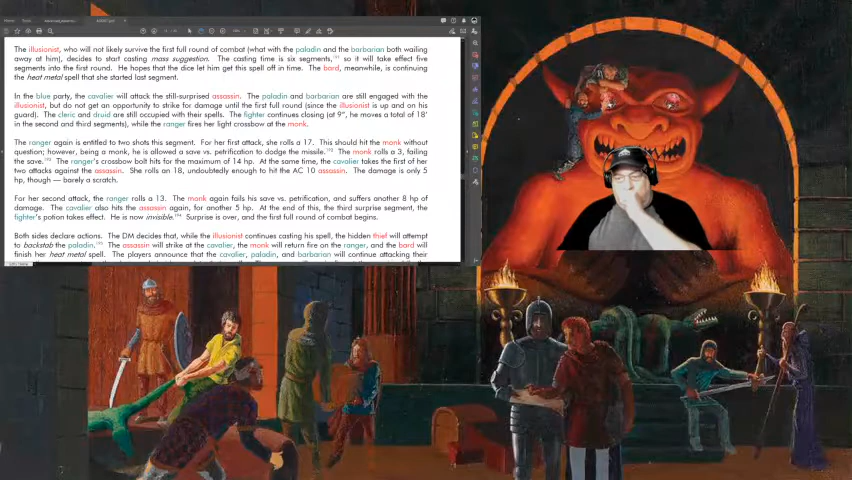 The illusionist, who will not likely survive the first full round of combat (what with the paladin and the barbarian both wailing
away at him), decides to start casting mass suggestion. The casting time is six segments, so it will take effect five
segments into the first round. He hopes that the dice let him get this spell off in time. The bard, meanwhile, is continuing
the heat metal spell that she started last segment.
In the blue party, the cavalier will attack the still-surprised assassin. The paladin and barbarian are still engaged with the
illusionist, but do not get an opportunity to strike for damage until the first full round (since the illusionist is up and on his
guard). The cleric and druid are still occupied with their spells. The fighter continues closing (at 9", he moves a total of 18'
in the second and third segments), while the ranger fires her light crossbow at the monk.
The ranger again is entitled to two shots this segment. For her first attack, she rolls a 17. This should hit the monk without
question; however, being a monk, he is allowed a save vs. petrification to dodge the missile. The monk rolls a 3, failing
the save. The ranger's crossbow bolt hits for the maximum of 14 hp. At the same time, the cavalier takes the first of her
two attacks against the assassin. She rolls an 18, undoubtedly enough to hit the AC 10 assassin. The damage is only 5
hp, though — barely a scratch.
For her second attack, the ranger rolls a 13. The monk again fails his save vs. petrification, and suffers another 8 hp of
damage. The cavalier also hits the assassin again, for another 5 hp. At the end of this, the third surprise segment, the
fighter's potion takes effect. He is now invisible. Surprise is over, and the first full round of combat begins.
Both sides declare actions. The DM decides that, while the illusionist continues casting his spell, the hidden thief will attempt
to backstab the paladin. The assassin will strike at the cavalier, the monk will return fire on the ranger, and the bard will
finish her heat metal spell. The players announce that the cavalier, paladin, and barbarian will continue attacking their